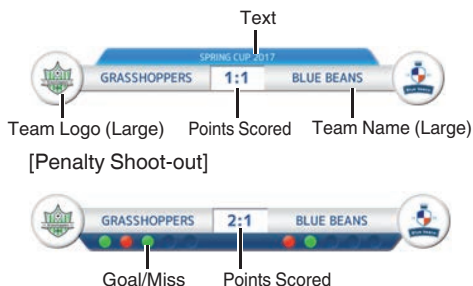 Text
SPRING CUP 2017
GRASSHOPPERS 1:1 BLUE BEANS
Team Logo (Large) Points Scored Team Name (Large)
[Penalty Shoot-out]
GRASSHOPPERS 2:1 BLUE BEANS
Goal/Miss Points Scored